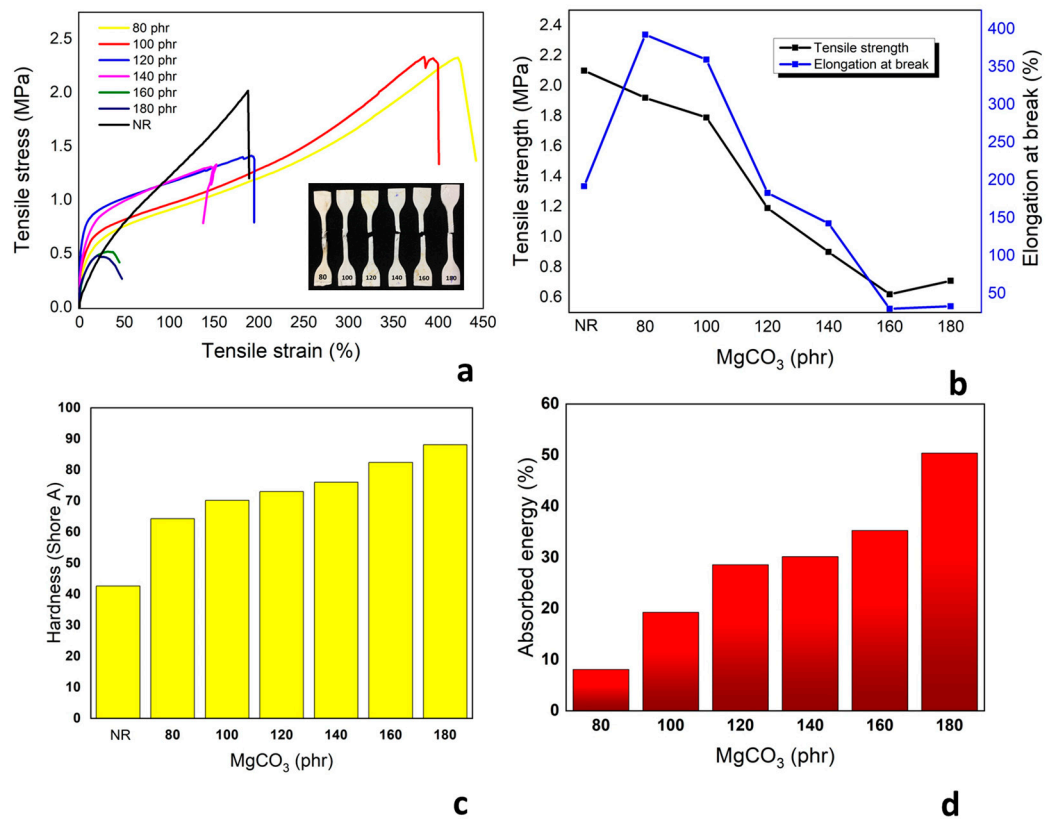 80 phr
100 phr
120 phr
140 phr
160 phr
180 phr
NR
2.5
2.0
1.5
1.0
0.5
0.0
Tensile stress (MPa)
0 50 100 150 200 250 300 350 400 450
Tensile strain (%)
80 100 120 140 160 180
a
2.4
2.2
2.0
1.8
1.6
1.4
1.2
1.0
0.8
0.6
Tensile strength (MPa)
Tensile strength
Elongation at break
400
350
300
250
200
150
100
50
Elongation at break (%)
NR 80 100 120 140 160 180
MgCO₃ (phr)
b
100
90
80
70
60
50
40
30
20
10
0
Hardness (Shore A)
NR 80 100 120 140 160 180
MgCO₃ (phr)
c
60
50
40
30
20
10
0
Absorbed energy (%)
80 100 120 140 160 180
MgCO₃ (phr)
d